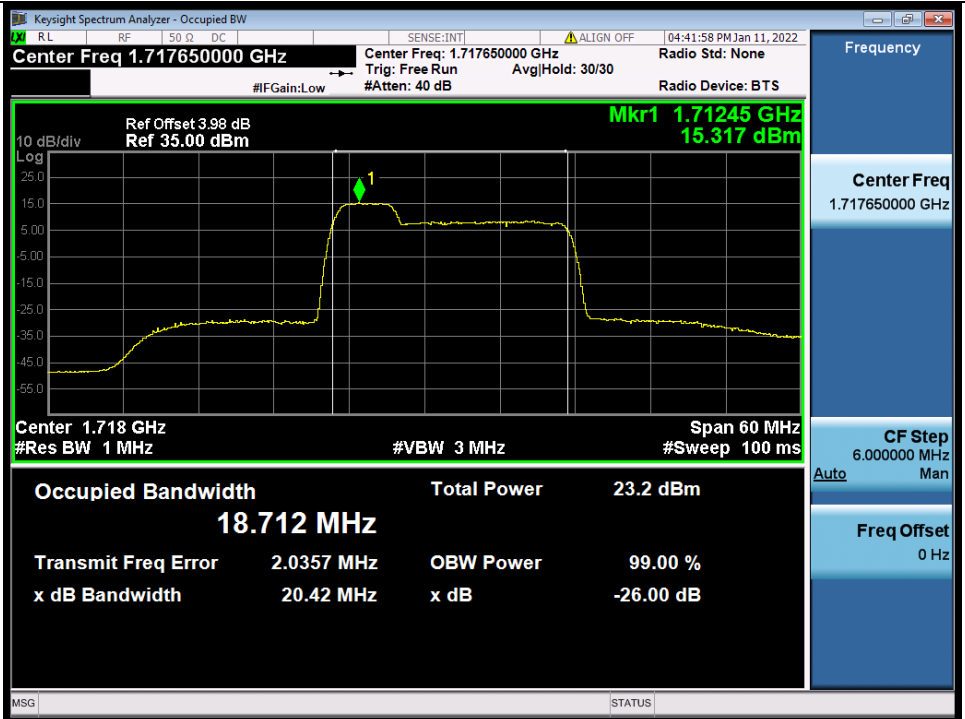 Keysight Spectrum Analyzer - Occupied BW
LXI RL RF 50 Ω DC SENSE:INT ALIGN OFF 04:41:58 PM Jan 11, 2022
Center Freq 1.717650000 GHz
Center Freq: 1.717650000 GHz Radio Std: None
Trig: Free Run Avg|Hold: 30/30
#IFGain:Low #Atten: 40 dB Radio Device: BTS
Ref Offset 3.98 dB
10 dB/div Ref 35.00 dBm
Log
Mkr1 1.71245 GHz
15.317 dBm
25.0
15.0
5.00
-5.00
-15.0
-25.0
-35.0
-45.0
-55.0
1
Center 1.718 GHz Span 60 MHz
#Res BW 1 MHz #VBW 3 MHz #Sweep 100 ms
Occupied Bandwidth Total Power 23.2 dBm
18.712 MHz
Transmit Freq Error 2.0357 MHz OBW Power 99.00 %
x dB Bandwidth 20.42 MHz x dB -26.00 dB
Frequency
Center Freq
1.717650000 GHz
CF Step
6.000000 MHz
Auto Man
Freq Offset
0 Hz
MSG STATUS